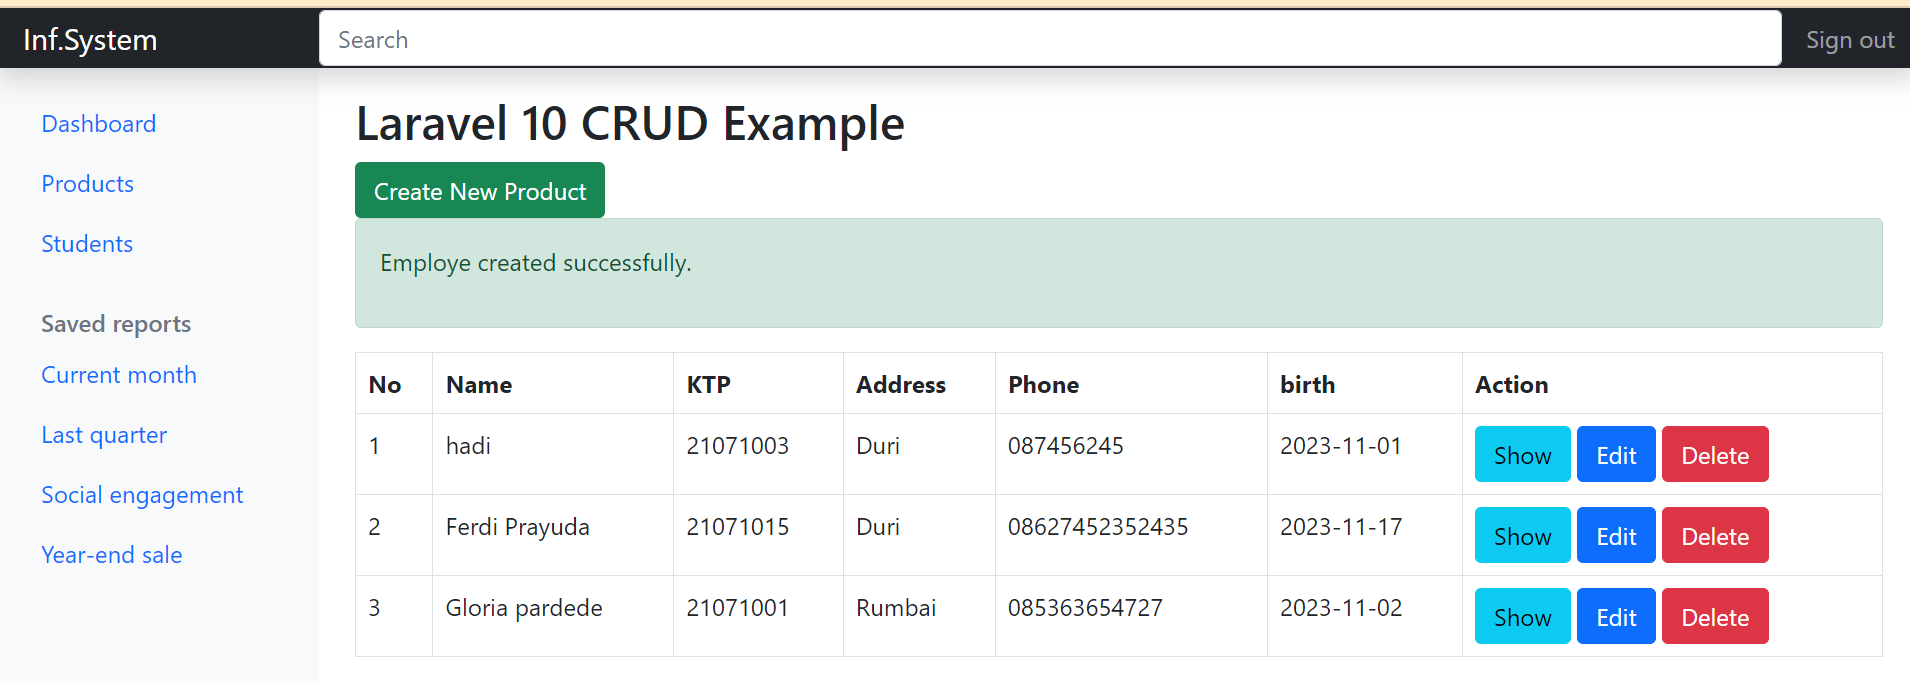 Inf.System Search Sign out
Dashboard
Products
Students
Saved reports
Current month
Last quarter
Social engagement
Year-end sale
Laravel 10 CRUD Example
Create New Product
Employe created successfully.
No Name KTP Address Phone birth Action
1 hadi 21071003 Duri 087456245 2023-11-01 Show Edit Delete
2 Ferdi Prayuda 21071015 Duri 08627452352435 2023-11-17 Show Edit Delete
3 Gloria pardede 21071001 Rumbai 085363654727 2023-11-02 Show Edit Delete